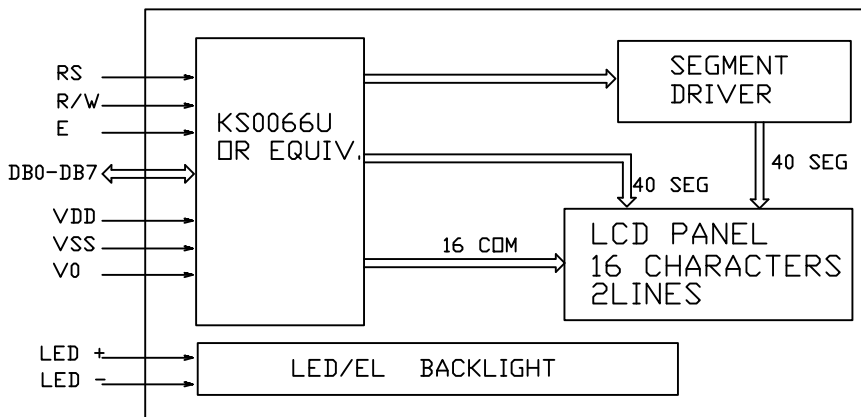 RS
R/W
E
DB0-DB7
VDD
VSS
V0
LED +
LED -
KS0066U
OR EQUIV.
SEGMENT
DRIVER
40 SEG
40 SEG
16 COM
LCD PANEL
16 CHARACTERS
2LINES
LED/EL BACKLIGHT